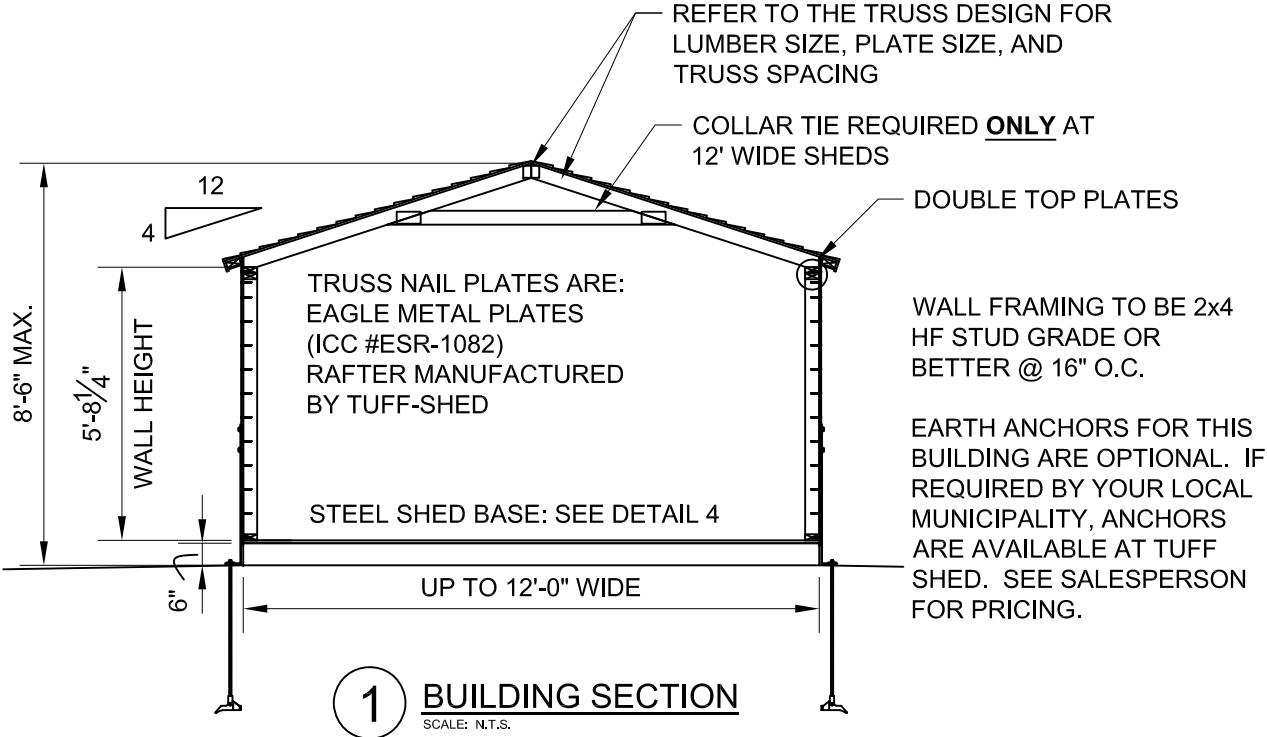 REFER TO THE TRUSS DESIGN FOR
LUMBER SIZE, PLATE SIZE, AND
TRUSS SPACING
COLLAR TIE REQUIRED ONLY AT
12' WIDE SHEDS
DOUBLE TOP PLATES
12
4
8'-6" MAX.
5'-8 1/4"
WALL HEIGHT
6"
TRUSS NAIL PLATES ARE:
EAGLE METAL PLATES
(ICC #ESR-1082)
RAFTER MANUFACTURED
BY TUFF-SHED
STEEL SHED BASE: SEE DETAIL 4
UP TO 12'-0" WIDE
WALL FRAMING TO BE 2x4
HF STUD GRADE OR
BETTER @ 16" O.C.
EARTH ANCHORS FOR THIS
BUILDING ARE OPTIONAL. IF
REQUIRED BY YOUR LOCAL
MUNICIPALITY, ANCHORS
ARE AVAILABLE AT TUFF
SHED. SEE SALESPERSON
FOR PRICING.
1
BUILDING SECTION
SCALE: N.T.S.